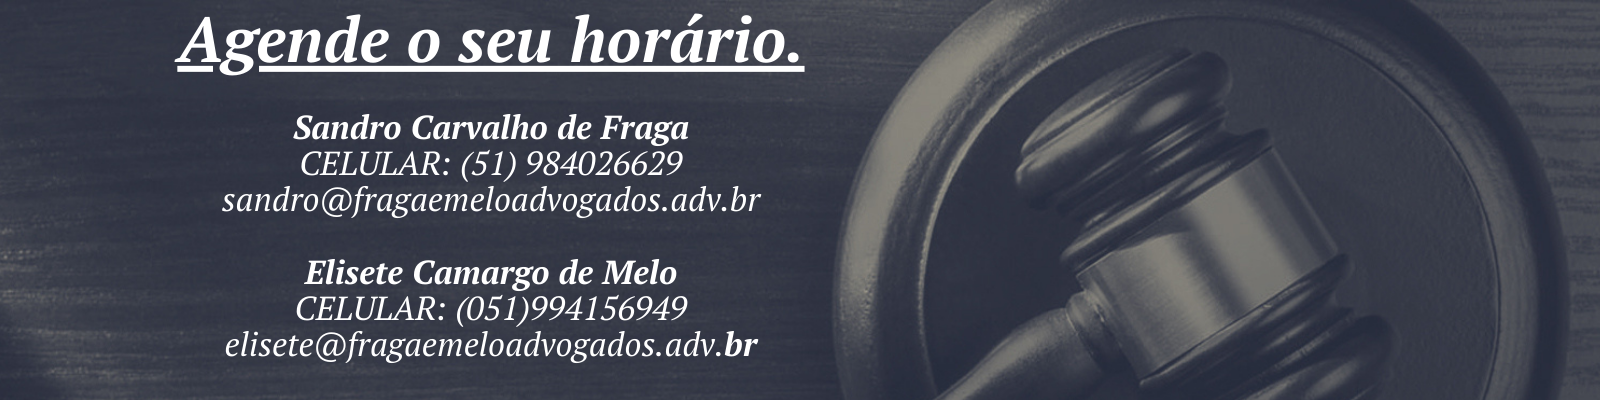 Agende o seu horário.
Sandro Carvalho de Fraga
CELULAR: (51) 984026629
sandro@fragaemeloadvogados.adv.br
Elisete Camargo de Melo
CELULAR: (051)994156949
elisete@fragaemeloadvogados.adv.br